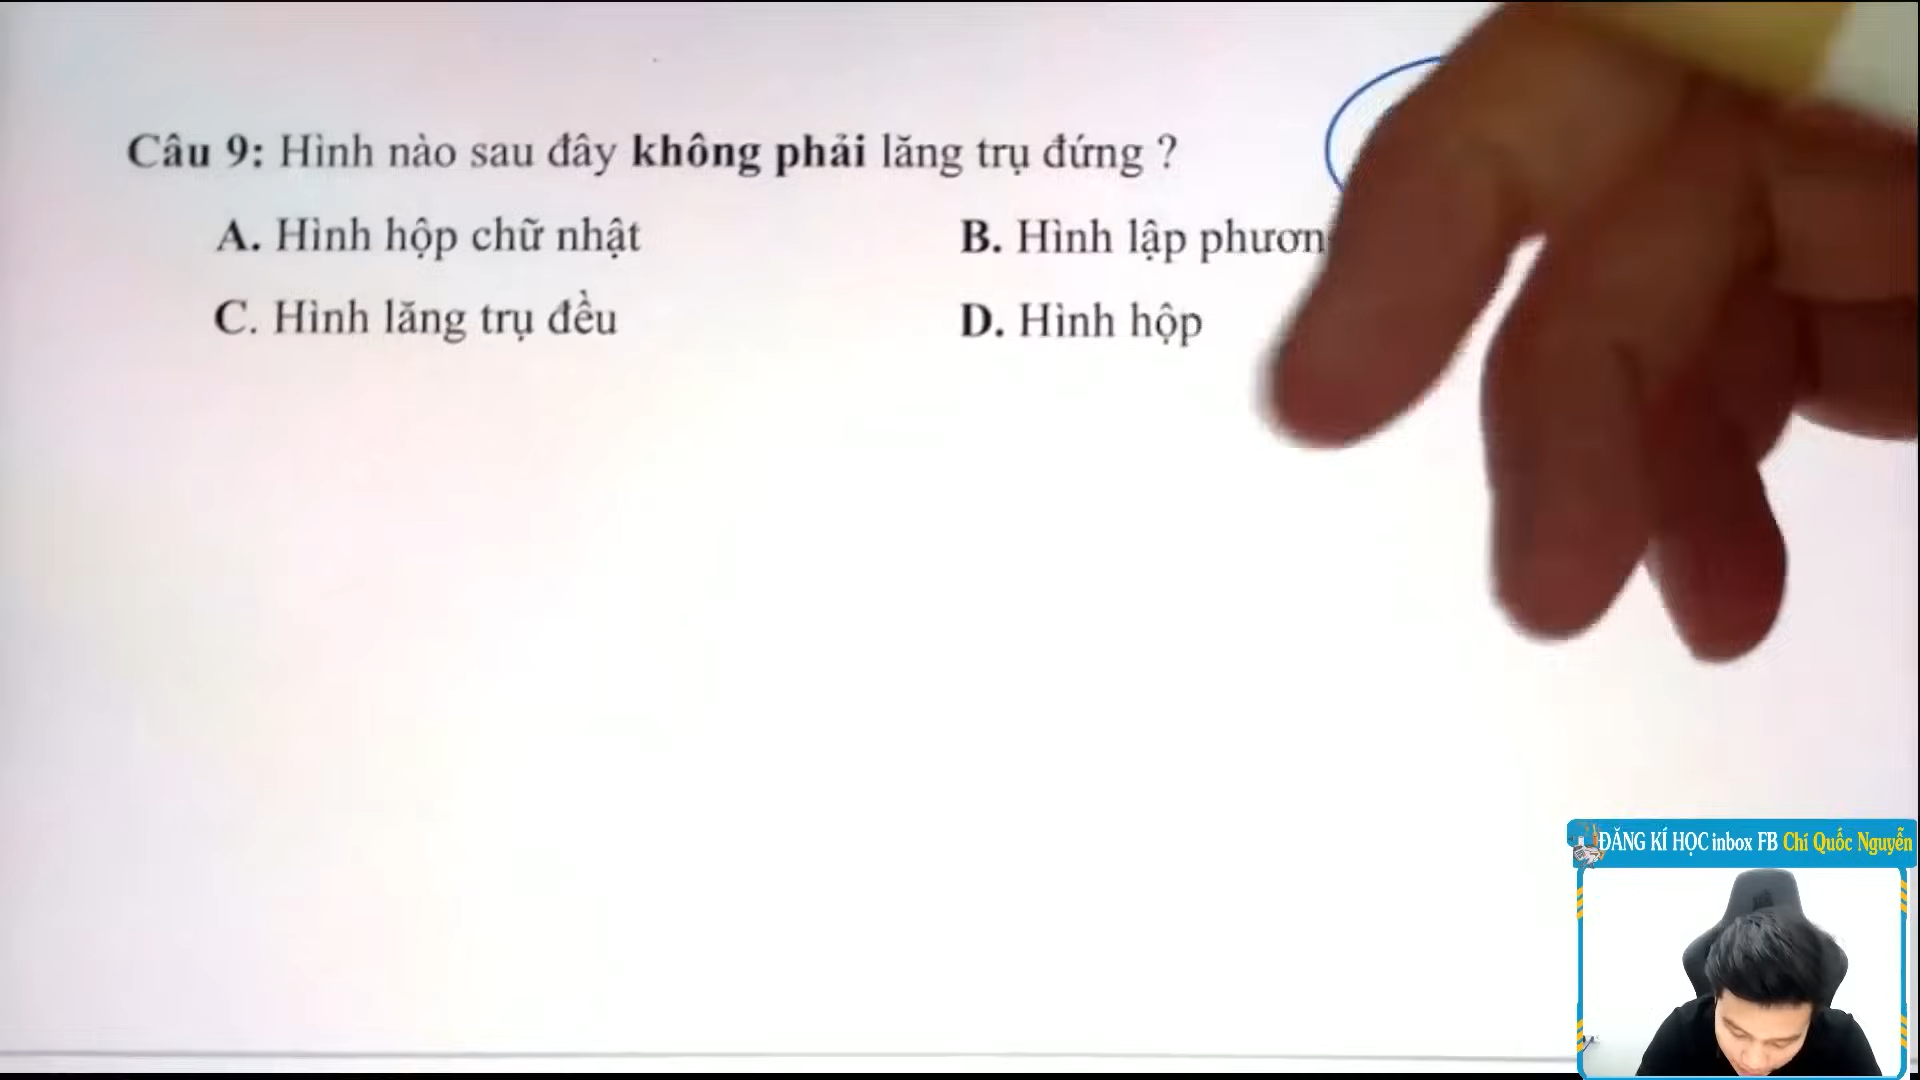 Câu 9: Hình nào sau đây không phải lăng trụ đứng ?
A. Hình hộp chữ nhật
B. Hình lập phươn
C. Hình lăng trụ đều
D. Hình hộp
ĐĂNG KÍ HỌC inbox FB Chí Quốc Nguyễn